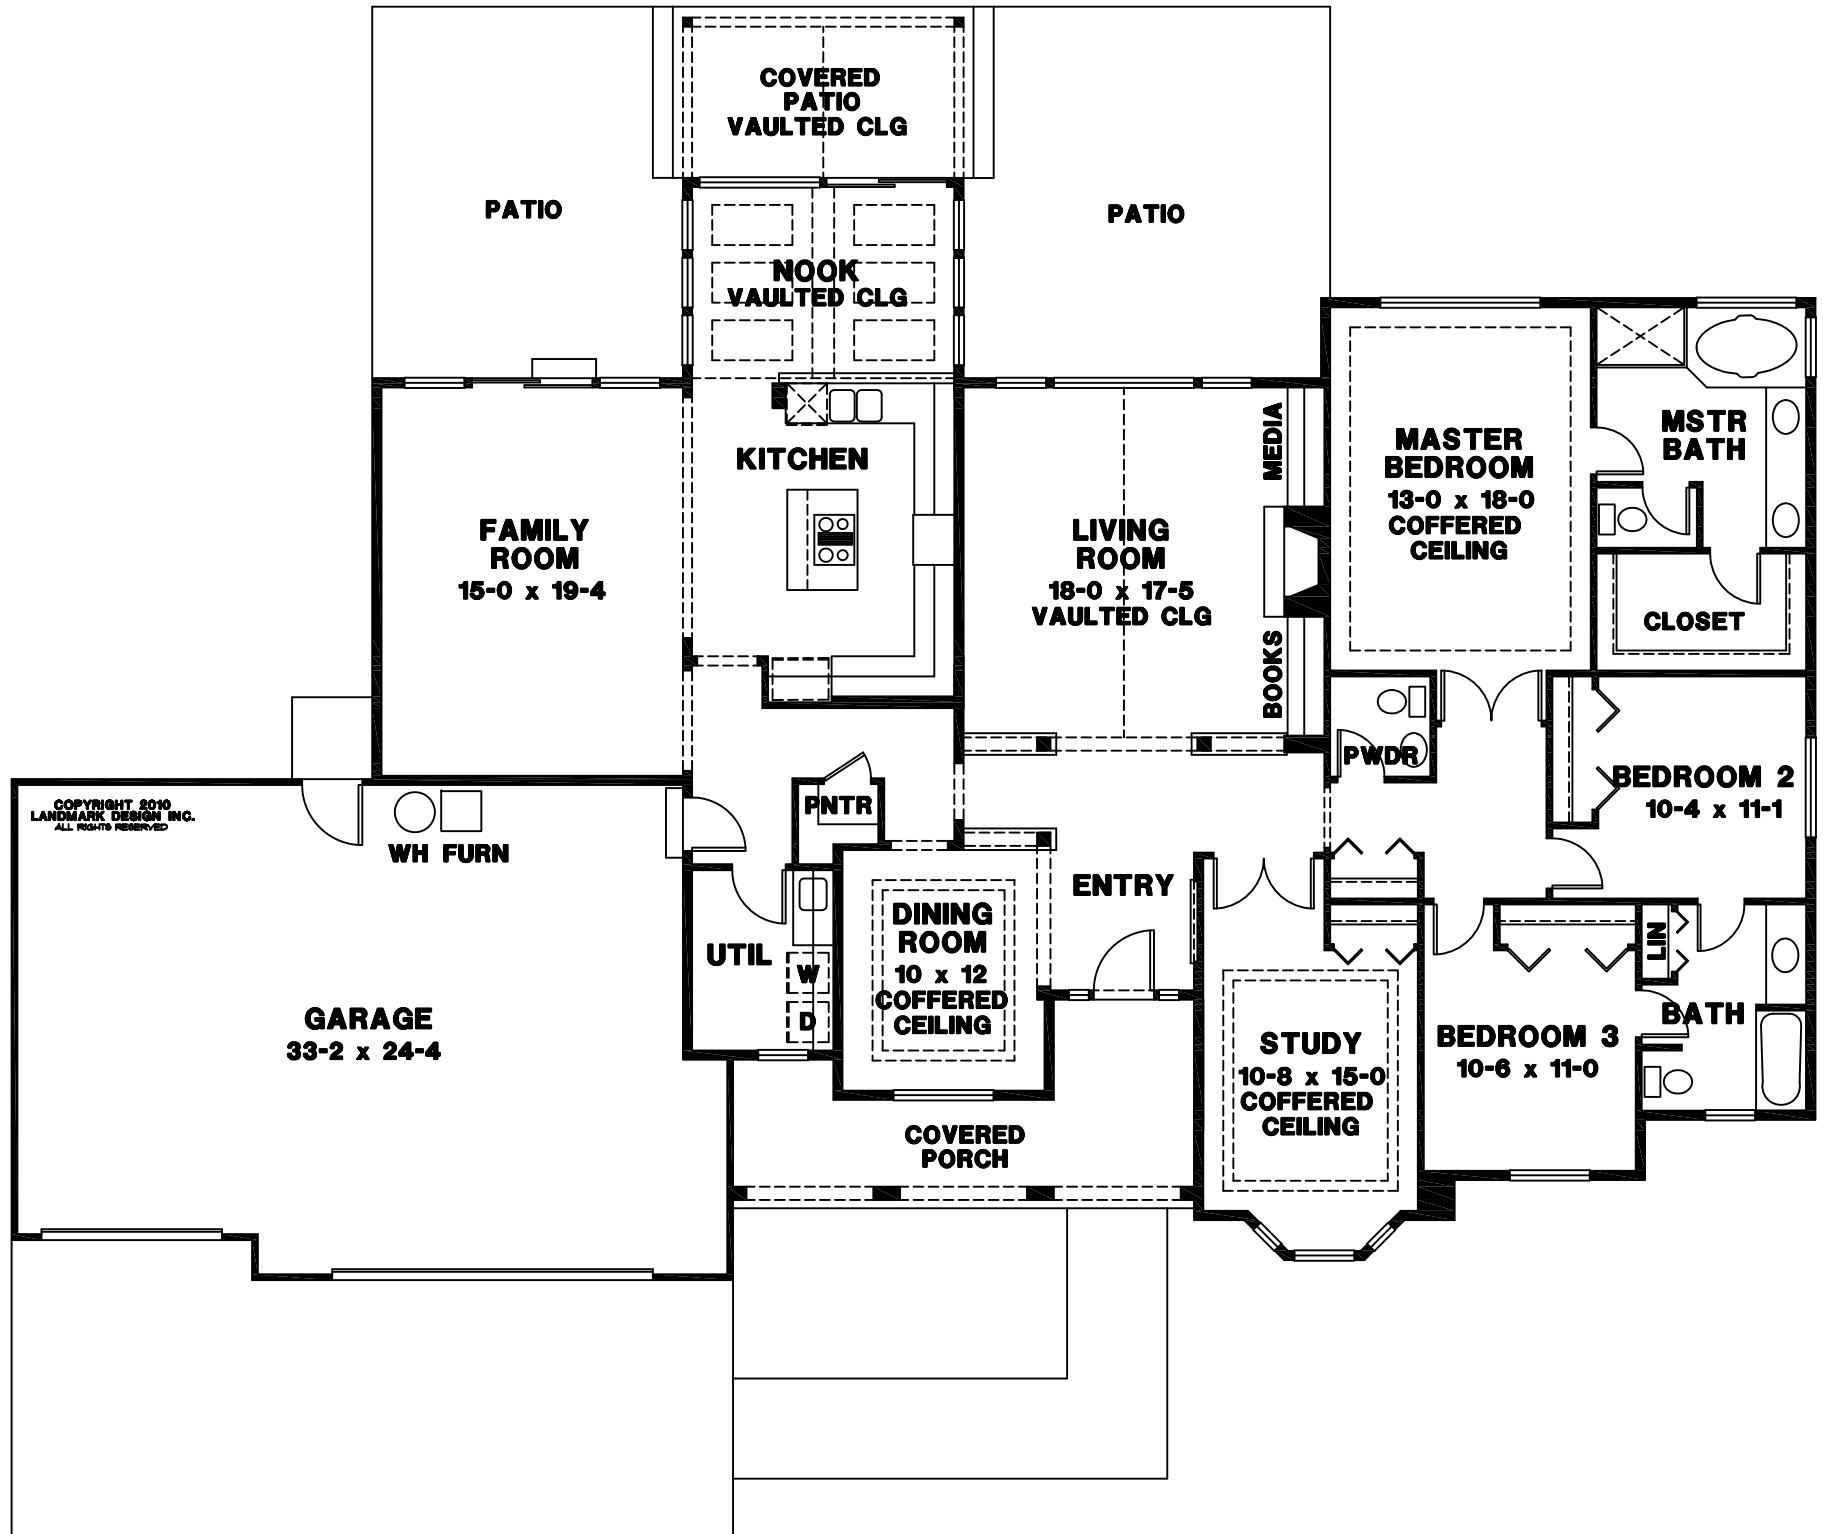 COVERED
PATIO
VAULTED CLG
PATIO
PATIO
NOOK
VAULTED CLG
KITCHEN
FAMILY
ROOM
15-0 x 19-4
LIVING
ROOM
18-0 x 17-5
VAULTED CLG
MEDIA
BOOKS
MASTER
BEDROOM
13-0 x 18-0
COFFERED
CEILING
MSTR
BATH
CLOSET
PWDR
BEDROOM 2
10-4 x 11-1
COPYRIGHT 2010
LANDMARK DESIGN INC.
ALL RIGHTS RESERVED
WH FURN
PNTR
ENTRY
DINING
ROOM
10 x 12
COFFERED
CEILING
UTIL
W
D
LIN
BATH
GARAGE
33-2 x 24-4
STUDY
10-8 x 15-0
COFFERED
CEILING
BEDROOM 3
10-6 x 11-0
COVERED
PORCH